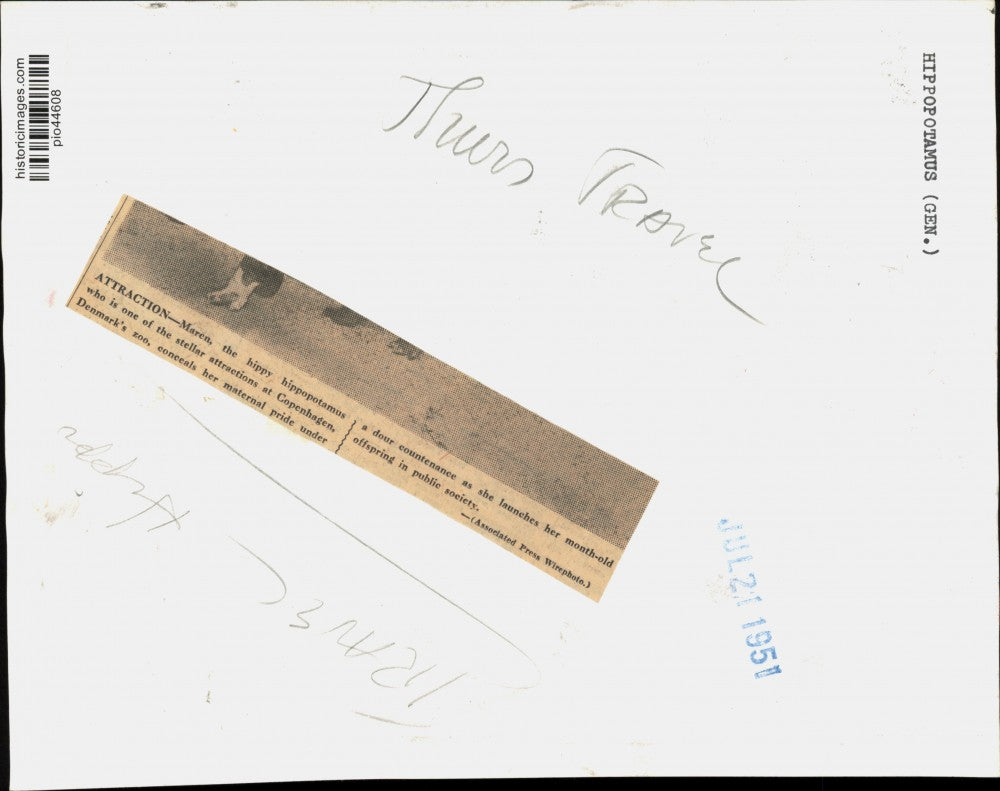 historicimages.com
pio44608
HIPPOPOTAMUS (GEN.)
Thurs TRAVEL
ATTRACTION—Maren, the hippy hippopotamus
who is one of the stellar attractions at Copenhagen,
Denmark's zoo, conceals her maternal pride under
a dour countenance as she launches her month-old
offspring in public society.
—(Associated Press Wirephoto.)
Hippo
TRAVEL
JUL 21 1951